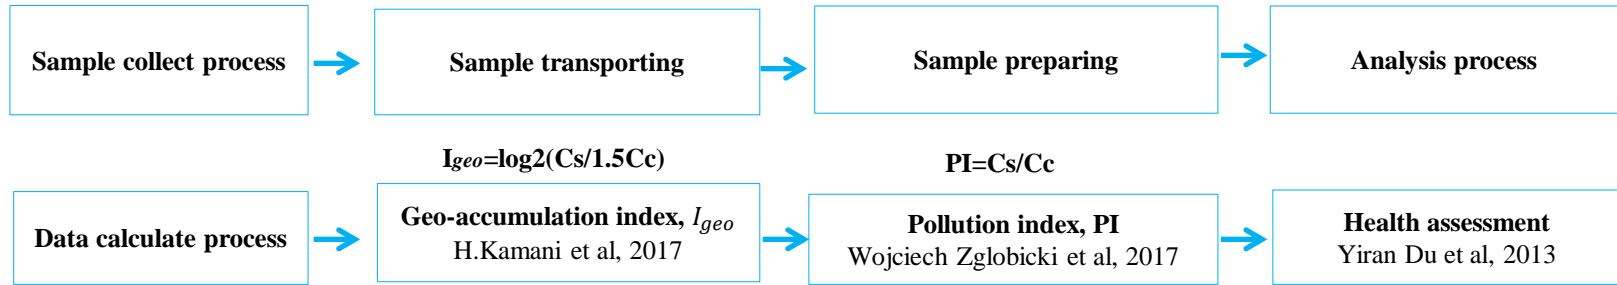 Sample collect process
Sample transporting
Sample preparing
Analysis process
Igeo=log2(Cs/1.5Cc)
PI=Cs/Cc
Data calculate process
Geo-accumulation index, Igeo
H.Kamani et al, 2017
Pollution index, PI
Wojciech Zglobicki et al, 2017
Health assessment
Yiran Du et al, 2013